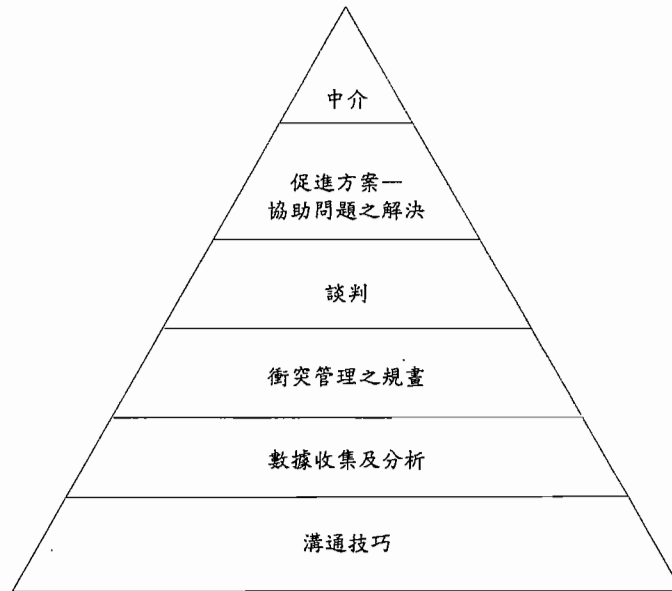 中介
促進方案—
協助問題之解決
談判
衝突管理之規畫
數據收集及分析
溝通技巧